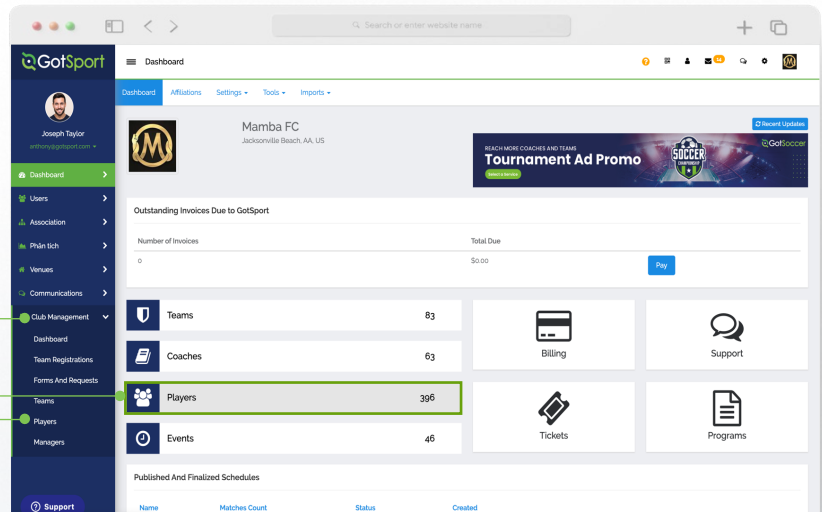 Search or enter website name
GotSport
Dashboard
14
Joseph Taylor
anthony@gotsport.com
Dashboard
Users
Association
Phân tích
Venues
Communications
Club Management
Dashboard
Team Registrations
Forms And Requests
Teams
Players
Managers
Support
Dashboard Affiliations Settings Tools Imports
Mamba FC
Jacksonville Beach, AA, US
Recent Updates
REACH MORE COACHES AND TEAMS
Tournament Ad Promo
Select a Service
SOCCER
CHAMPIONSHIP
GotSoccer
Outstanding Invoices Due to GotSport
Number of Invoices Total Due
0 $0.00 Pay
Teams 83
Coaches 63
Players 396
Events 46
Billing
Support
Tickets
Programs
Published And Finalized Schedules
Name Matches Count Status Created